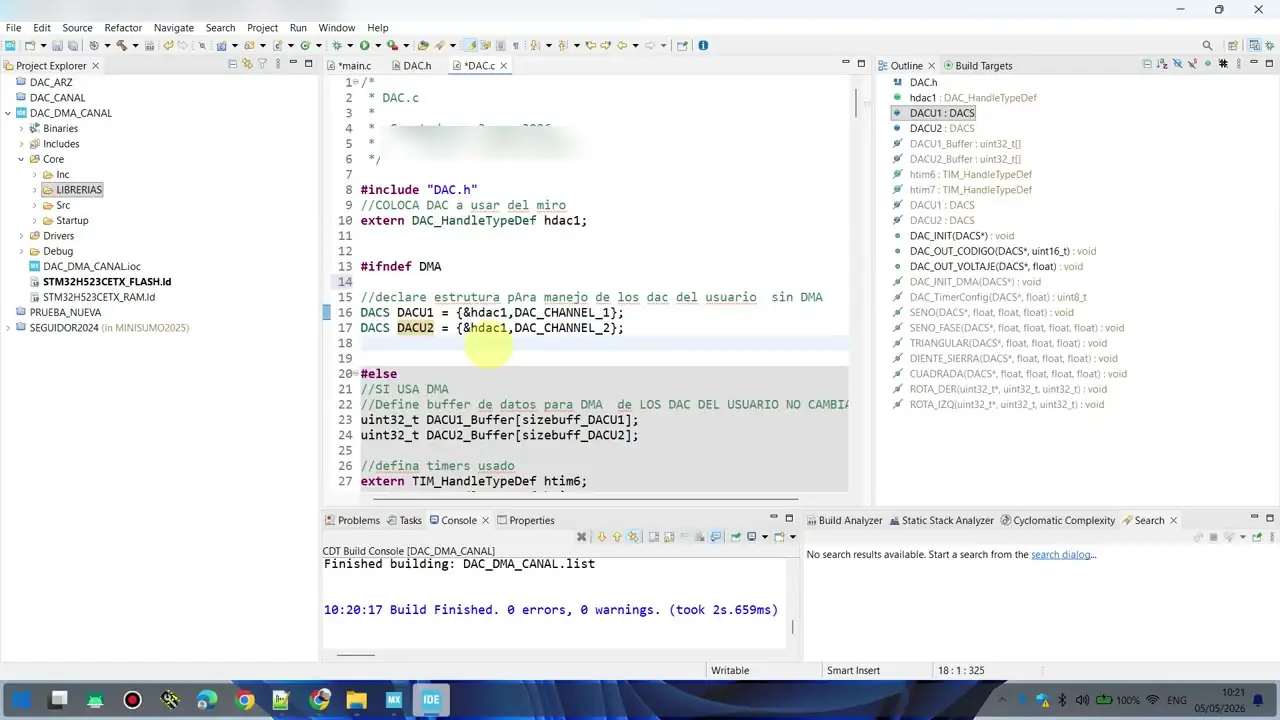 File Edit Source Refactor Navigate Search Project Run Window Help
Project Explorer
DAC_ARZ
DAC_CANAL
DAC_DMA_CANAL
Binaries
Includes
Core
Inc
LIBRERIAS
Src
Startup
Drivers
Debug
DAC_DMA_CANAL.ioc
STM32H523CETX_FLASH.ld
STM32H523CETX_RAM.ld
PRUEBA_NUEVA
SEGUIDOR2024 (in MINISUMO2025)
*main.c DAC.h *DAC.c
1 /*
2 * DAC.c
3 *
4 *
5 *
6 */
7
8 #include "DAC.h"
9 //COLOCA DAC a usar del miro
10 extern DAC_HandleTypeDef hdac1;
11
12
13 #ifndef DMA
14
15 //declare estrutura pAra manejo de los dac del usuario sin DMA
16 DACS DACU1 = {&hdac1,DAC_CHANNEL_1};
17 DACS DACU2 = {&hdac1,DAC_CHANNEL_2};
18
19
20 #else
21 //SI USA DMA
22 //Define buffer de datos para DMA de LOS DAC DEL USUARIO NO CAMBIA
23 uint32_t DACU1_Buffer[sizebuff_DACU1];
24 uint32_t DACU2_Buffer[sizebuff_DACU2];
25
26 //defina timers usado
27 extern TIM_HandleTypeDef htim6;
Outline Build Targets
DAC.h
hdac1 : DAC_HandleTypeDef
DACU1 : DACS
DACU2 : DACS
DACU1_Buffer : uint32_t[]
DACU2_Buffer : uint32_t[]
htim6 : TIM_HandleTypeDef
htim7 : TIM_HandleTypeDef
DACU1 : DACS
DACU2 : DACS
DAC_INIT(DACS*) : void
DAC_OUT_CODIGO(DACS*, uint16_t) : void
DAC_OUT_VOLTAJE(DACS*, float) : void
DAC_INIT_DMA(DACS*) : void
DAC_TimerConfig(DACS*, float) : uint8_t
SENO(DACS*, float, float) : void
SENO_FASE(DACS*, float, float, float) : void
TRIANGULAR(DACS*, float, float) : void
DIENTE_SIERRA(DACS*, float, float, float) : void
CUADRADA(DACS*, float, float, float) : void
ROTA_DER(uint32_t*, uint32_t, uint32_t) : void
ROTA_IZQ(uint32_t*, uint32_t, uint32_t) : void
Problems Tasks Console Properties
CDT Build Console [DAC_DMA_CANAL]
Finished building: DAC_DMA_CANAL.list
10:20:17 Build Finished. 0 errors, 0 warnings. (took 2s.659ms)
Build Analyzer Static Stack Analyzer Cyclomatic Complexity Search
No search results available. Start a search from the search dialog...
Writable Smart Insert 18 : 1 : 325
MX IDE 100% ENG 10:21
05/05/2026